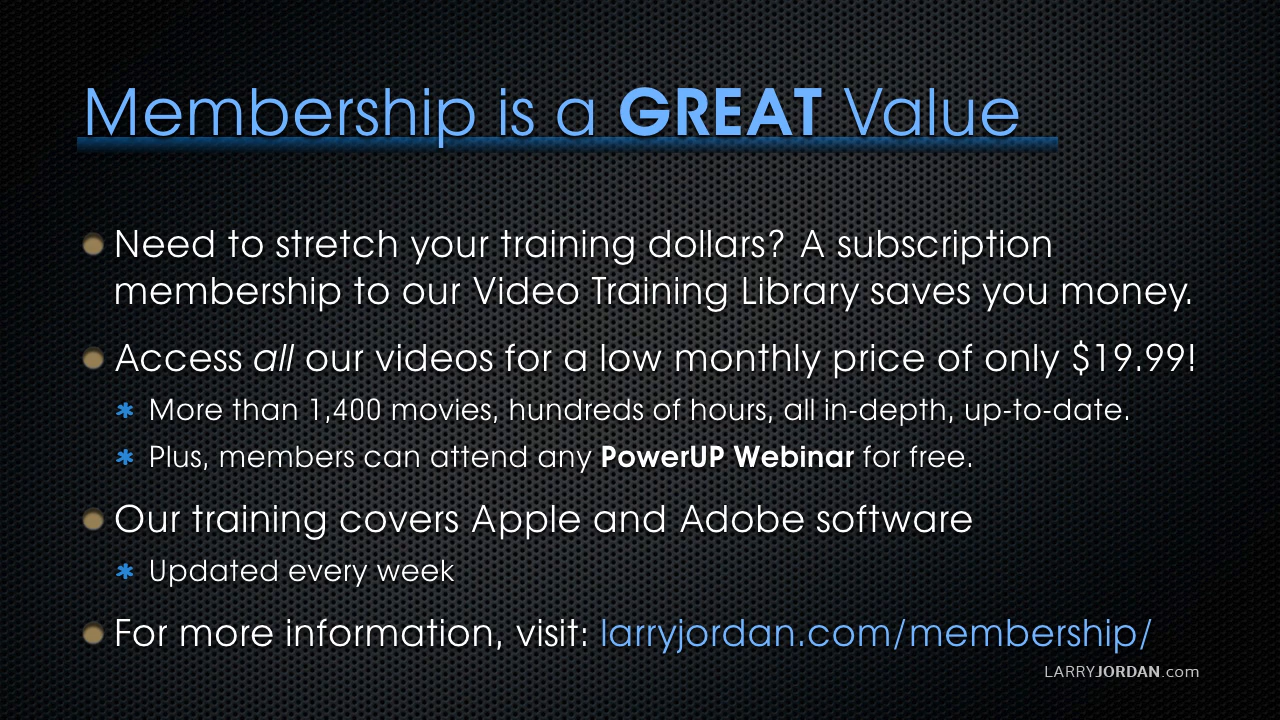 Membership is a GREAT Value
Need to stretch your training dollars? A subscription
membership to our Video Training Library saves you money.
Access all our videos for a low monthly price of only $19.99!
More than 1,400 movies, hundreds of hours, all in-depth, up-to-date.
Plus, members can attend any PowerUP Webinar for free.
Our training covers Apple and Adobe software
Updated every week
For more information, visit: larryjordan.com/membership/
LARRYJORDAN.com